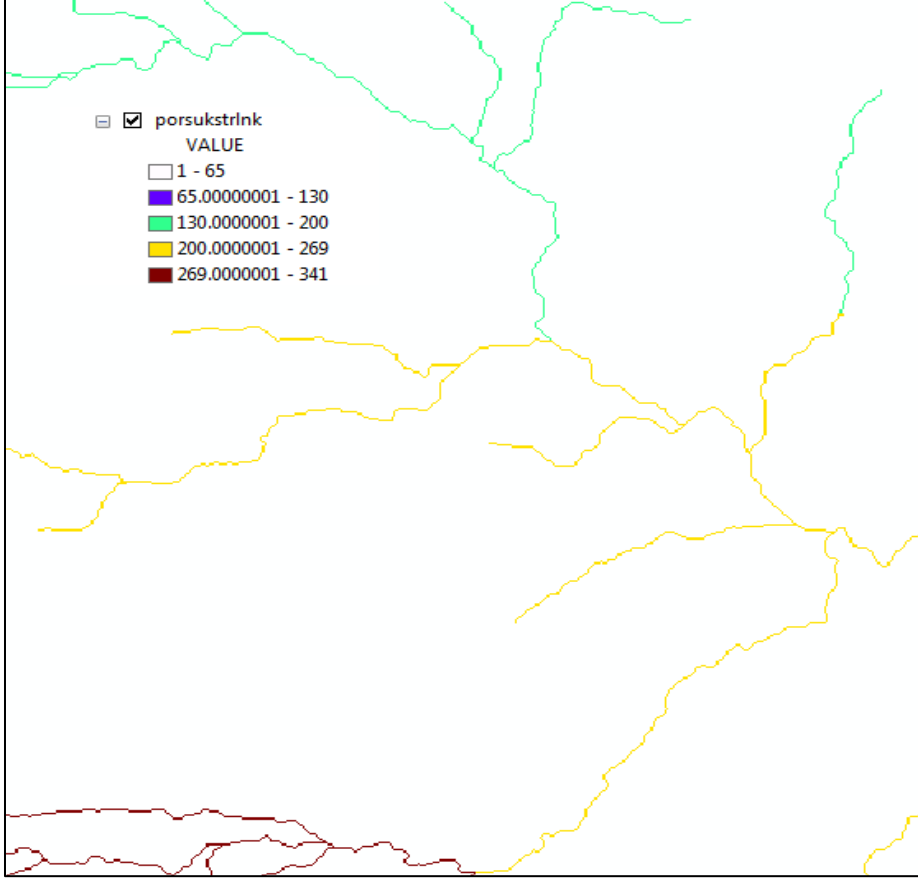 porsukstrlnk
VALUE
1 - 65
65.00000001 - 130
130.0000001 - 200
200.0000001 - 269
269.0000001 - 341